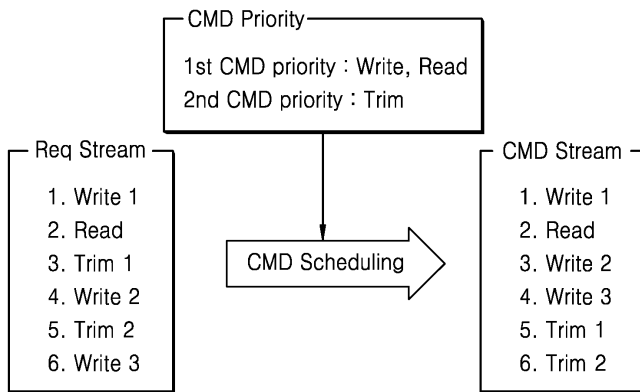 CMD Priority
1st CMD priority : Write, Read
2nd CMD priority : Trim
Req Stream
1. Write 1
2. Read
3. Trim 1
4. Write 2
5. Trim 2
6. Write 3
CMD Scheduling
CMD Stream
1. Write 1
2. Read
3. Write 2
4. Write 3
5. Trim 1
6. Trim 2